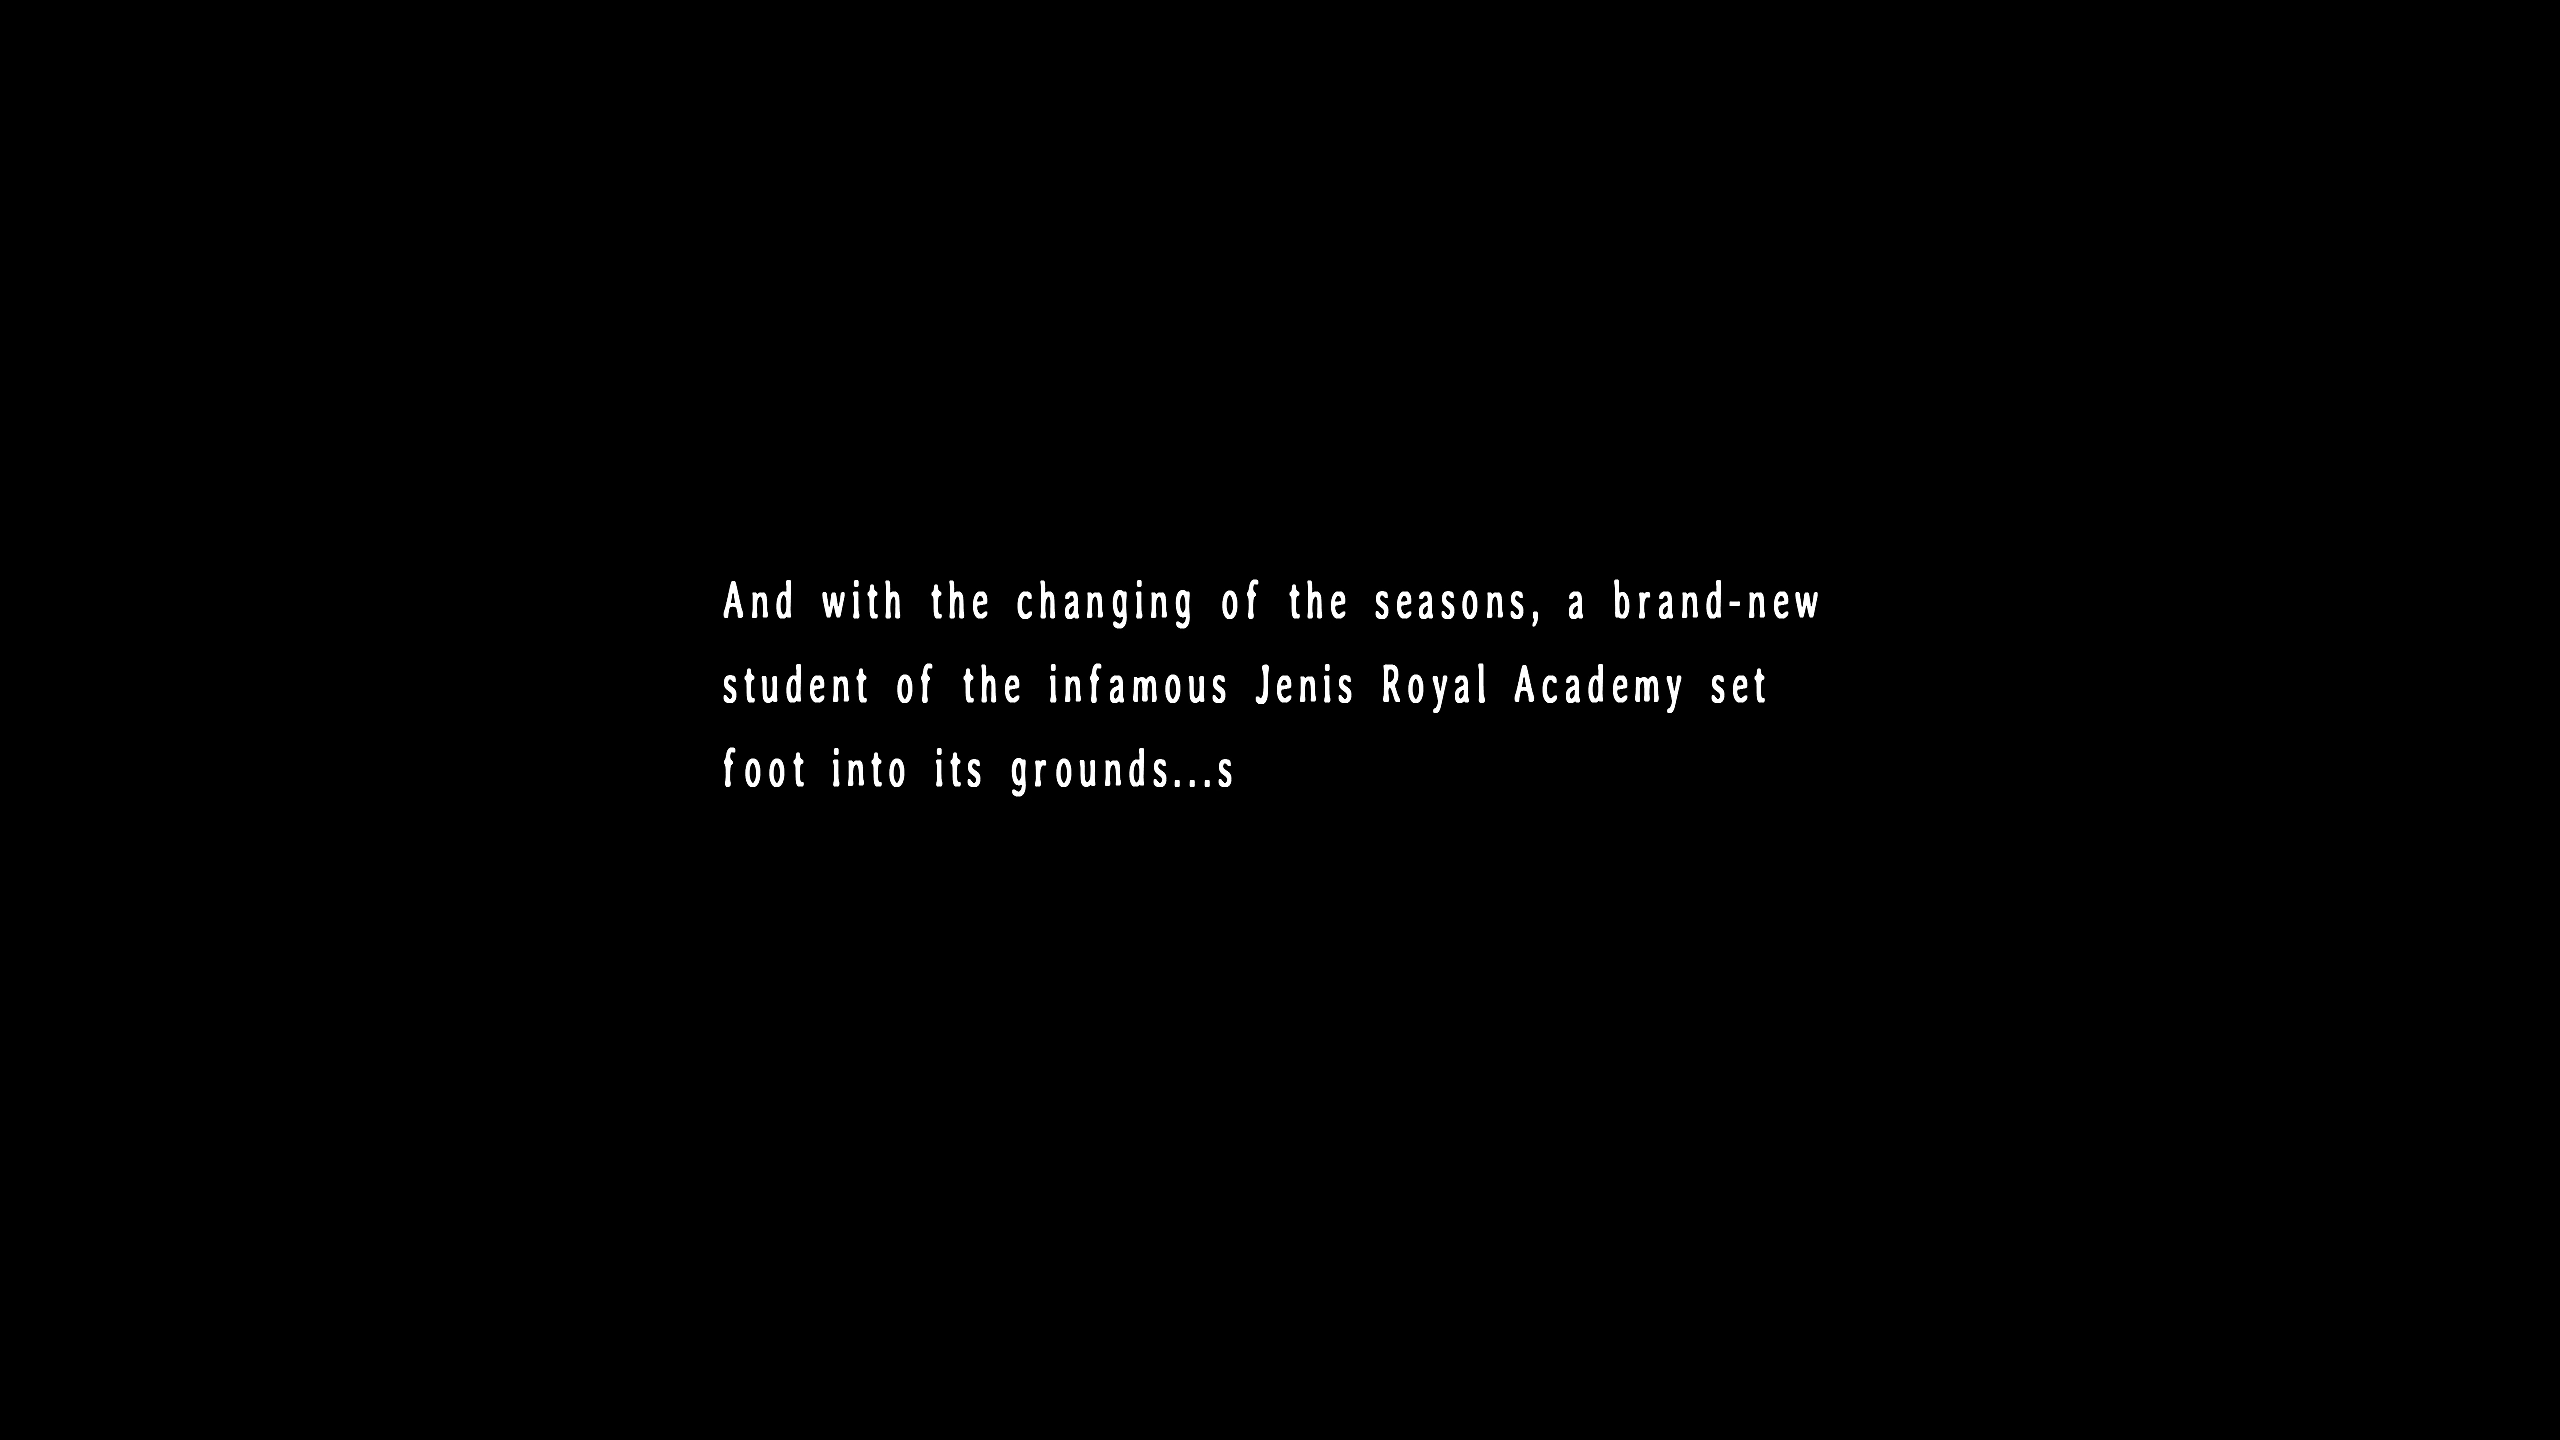 And with the changing of the seasons, a brand-new
student of the infamous Jenis Royal Academy set
foot into its grounds...s